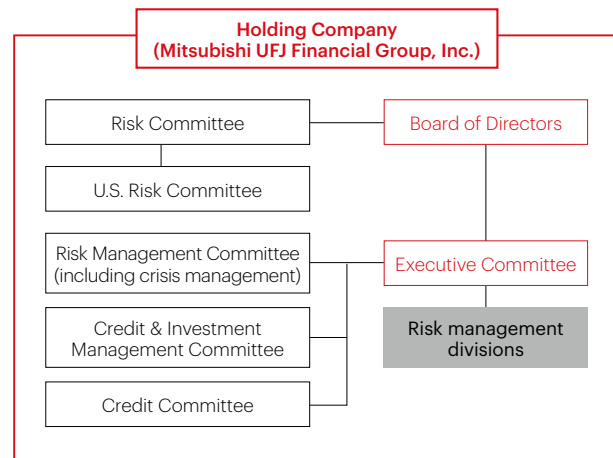 Holding Company
(Mitsubishi UFJ Financial Group, Inc.)
Risk Committee
Board of Directors
U.S. Risk Committee
Risk Management Committee
(including crisis management)
Executive Committee
Credit & Investment
Management Committee
Risk management
divisions
Credit Committee